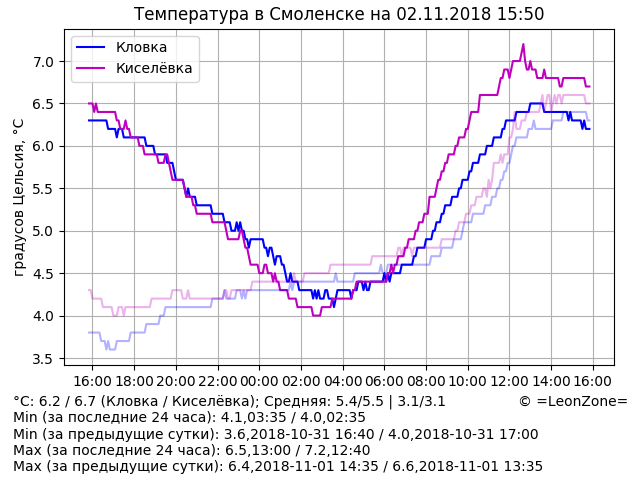 Температура в Смоленске на 02.11.2018 15:50
Кловка
Киселёвка
градусов Цельсия, °C
7.0
6.5
6.0
5.5
5.0
4.5
4.0
3.5
16:00 18:00 20:00 22:00 00:00 02:00 04:00 06:00 08:00 10:00 12:00 14:00 16:00
°C: 6.2 / 6.7 (Кловка / Киселёвка); Средняя: 5.4/5.5 | 3.1/3.1 © =LeonZone=
Min (за последние 24 часа): 4.1,03:35 / 4.0,02:35
Min (за предыдущие сутки): 3.6,2018-10-31 16:40 / 4.0,2018-10-31 17:00
Max (за последние 24 часа): 6.5,13:00 / 7.2,12:40
Max (за предыдущие сутки): 6.4,2018-11-01 14:35 / 6.6,2018-11-01 13:35